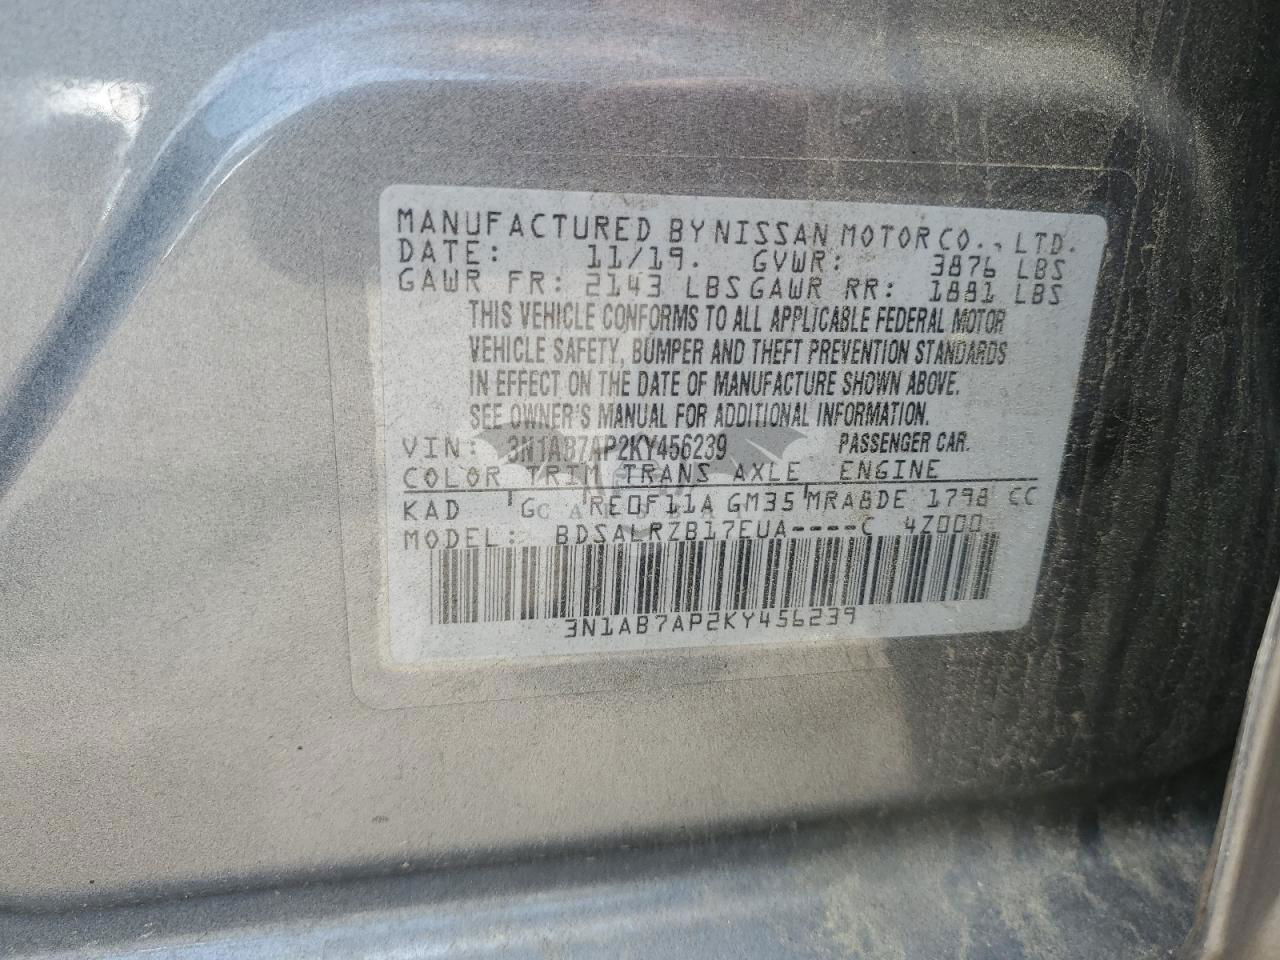 MANUFACTURED BY NISSAN MOTOR CO., LTD.
DATE: 11/19. GVWR: 3876 LBS
GAWR FR: 2143 LBS GAWR RR: 1881 LBS
THIS VEHICLE CONFORMS TO ALL APPLICABLE FEDERAL MOTOR
VEHICLE SAFETY, BUMPER AND THEFT PREVENTION STANDARDS
IN EFFECT ON THE DATE OF MANUFACTURE SHOWN ABOVE.
SEE OWNER'S MANUAL FOR ADDITIONAL INFORMATION.
VIN: 3N1AB7AP2KY456239 PASSENGER CAR.
COLOR TRIM TRANS AXLE ENGINE
KAD G RE0F11A GM35 MRA8DE 1798 CC
MODEL: BDSALRZB17EUA----C 4Z000
3N1AB7AP2KY456239